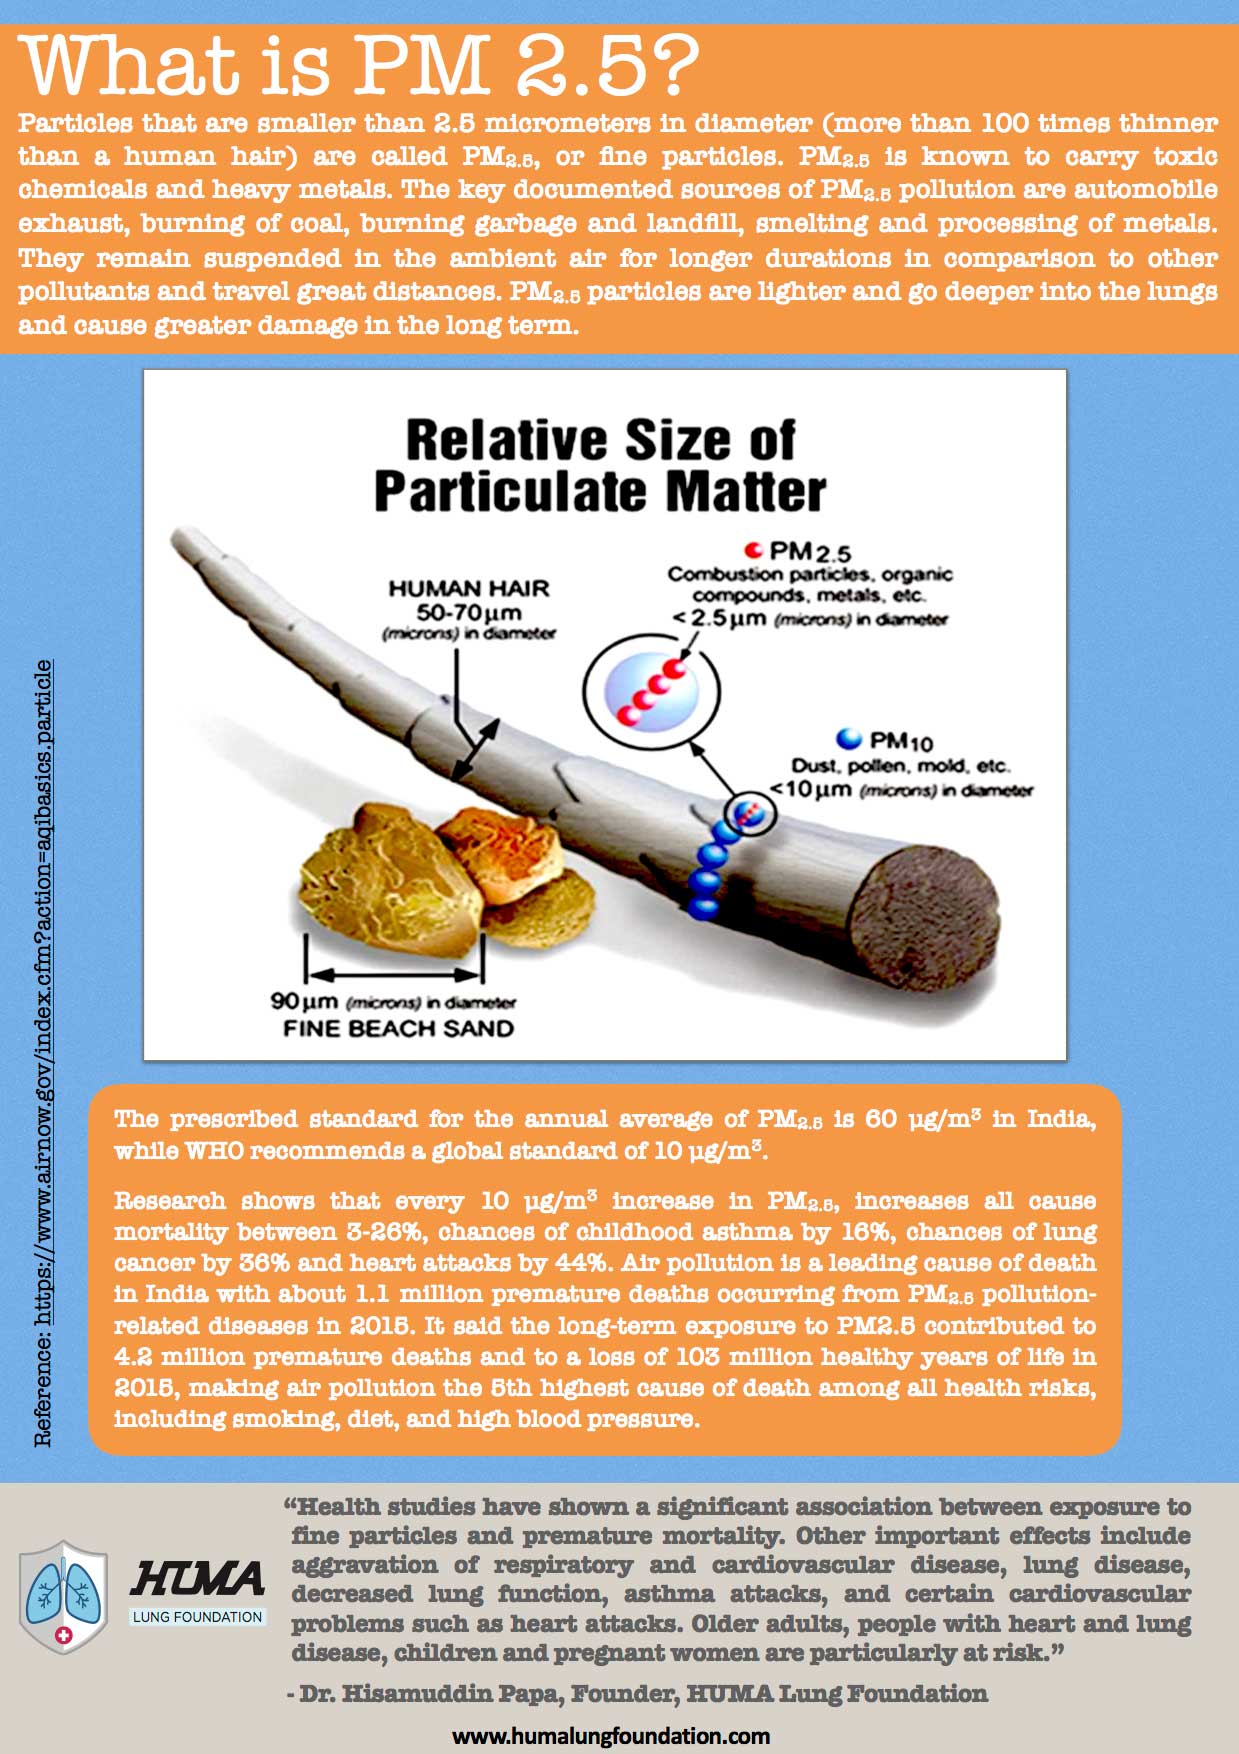 What is PM 2.5?
Particles that are smaller than 2.5 micrometers in diameter (more than 100 times thinner
than a human hair) are called PM2.5, or fine particles. PM2.5 is known to carry toxic
chemicals and heavy metals. The key documented sources of PM2.5 pollution are automobile
exhaust, burning of coal, burning garbage and landfill, smelting and processing of metals.
They remain suspended in the ambient air for longer durations in comparison to other
pollutants and travel great distances. PM2.5 particles are lighter and go deeper into the lungs
and cause greater damage in the long term.
Relative Size of
Particulate Matter
HUMAN HAIR
50-70 µm
(microns) in diameter
PM 2.5
Combustion particles, organic
compounds, metals, etc.
< 2.5 µm (microns) in diameter
PM10
Dust, pollen, mold, etc.
<10 µm (microns) in diameter
90 µm (microns) in diameter
FINE BEACH SAND
Reference: https://www.airnow.gov/index.cfm?action=aqibasics.particle
The prescribed standard for the annual average of PM2.5 is 60 µg/m³ in India,
while WHO recommends a global standard of 10 µg/m³.
Research shows that every 10 µg/m³ increase in PM2.5, increases all cause
mortality between 3-26%, chances of childhood asthma by 16%, chances of lung
cancer by 36% and heart attacks by 44%. Air pollution is a leading cause of death
in India with about 1.1 million premature deaths occurring from PM2.5 pollution-
related diseases in 2015. It said the long-term exposure to PM2.5 contributed to
4.2 million premature deaths and to a loss of 103 million healthy years of life in
2015, making air pollution the 5th highest cause of death among all health risks,
including smoking, diet, and high blood pressure.
HUMA
LUNG FOUNDATION
“Health studies have shown a significant association between exposure to
fine particles and premature mortality. Other important effects include
aggravation of respiratory and cardiovascular disease, lung disease,
decreased lung function, asthma attacks, and certain cardiovascular
problems such as heart attacks. Older adults, people with heart and lung
disease, children and pregnant women are particularly at risk.”
- Dr. Hisamuddin Papa, Founder, HUMA Lung Foundation
www.humalungfoundation.com